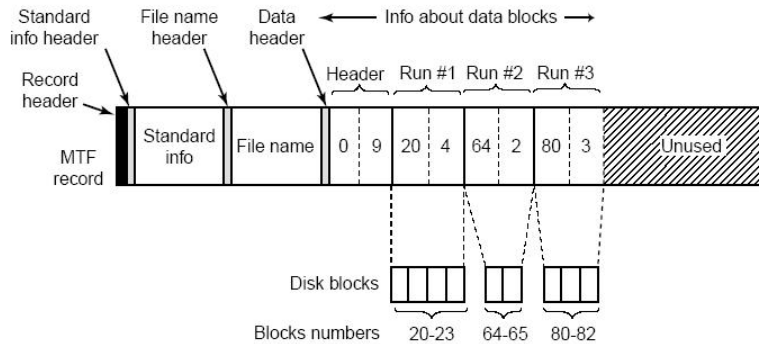 Standard info header
File name header
Data header
Info about data blocks
Record header
Header
Run #1
Run #2
Run #3
MTF record
Standard info
File name
0 9 20 4 64 2 80 3
Unused
Disk blocks
Blocks numbers
20-23 64-65 80-82